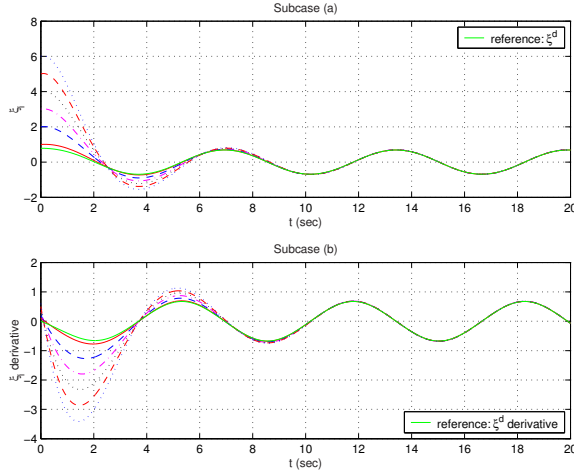 Subcase (a)
8
6
4
2
0
−2
ξ
reference: ξᵈ
0 2 4 6 8 10 12 14 16 18 20
t (sec)
Subcase (b)
2
1
0
−1
−2
−3
−4
ξ derivative
reference: ξᵈ derivative
0 2 4 6 8 10 12 14 16 18 20
t (sec)